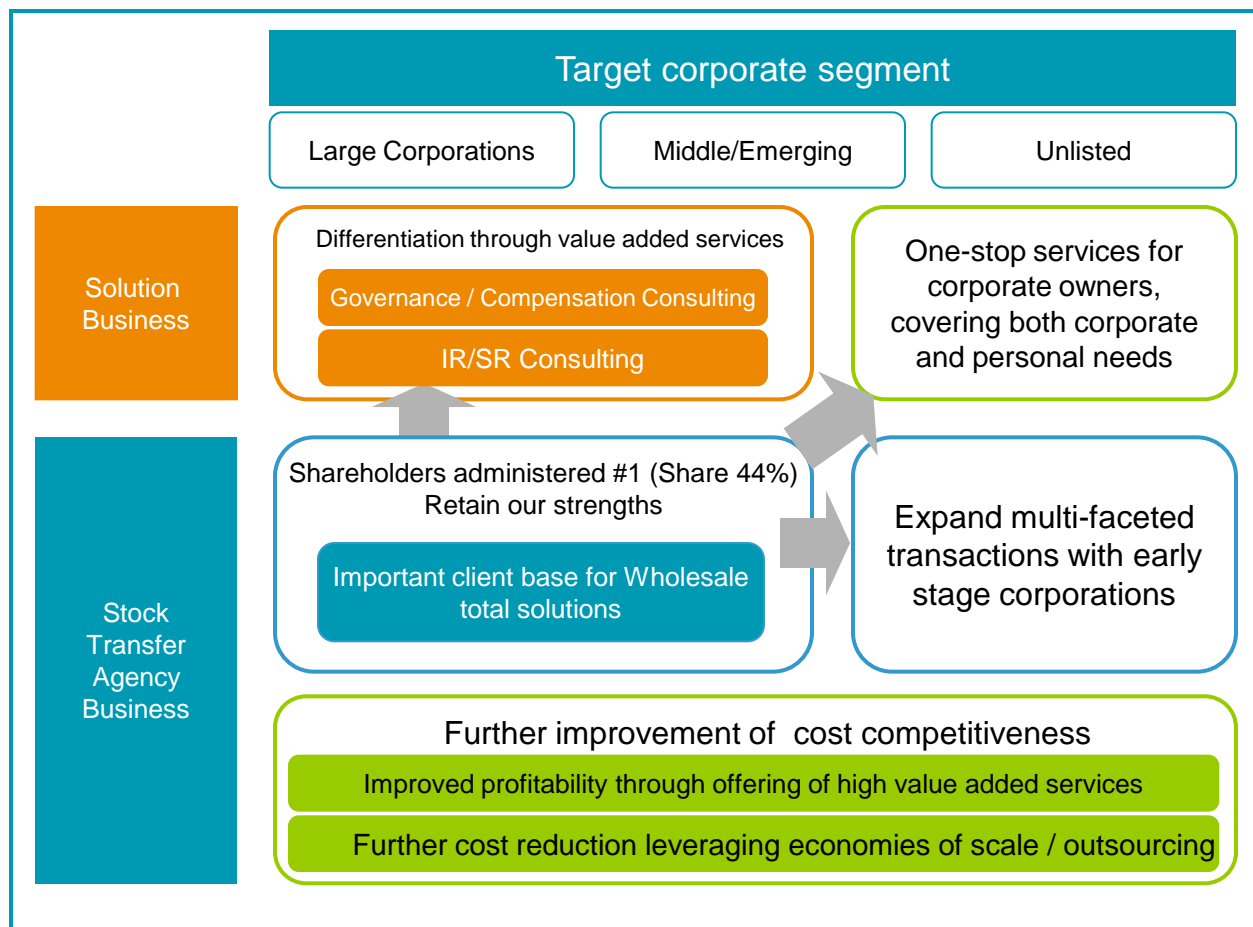 Target corporate segment
Large Corporations
Middle/Emerging
Unlisted
Solution
Business
Differentiation through value added services
Governance / Compensation Consulting
IR/SR Consulting
One-stop services for
corporate owners,
covering both corporate
and personal needs
Stock
Transfer
Agency
Business
Shareholders administered #1 (Share 44%)
Retain our strengths
Important client base for Wholesale
total solutions
Expand multi-faceted
transactions with early
stage corporations
Further improvement of cost competitiveness
Improved profitability through offering of high value added services
Further cost reduction leveraging economies of scale / outsourcing